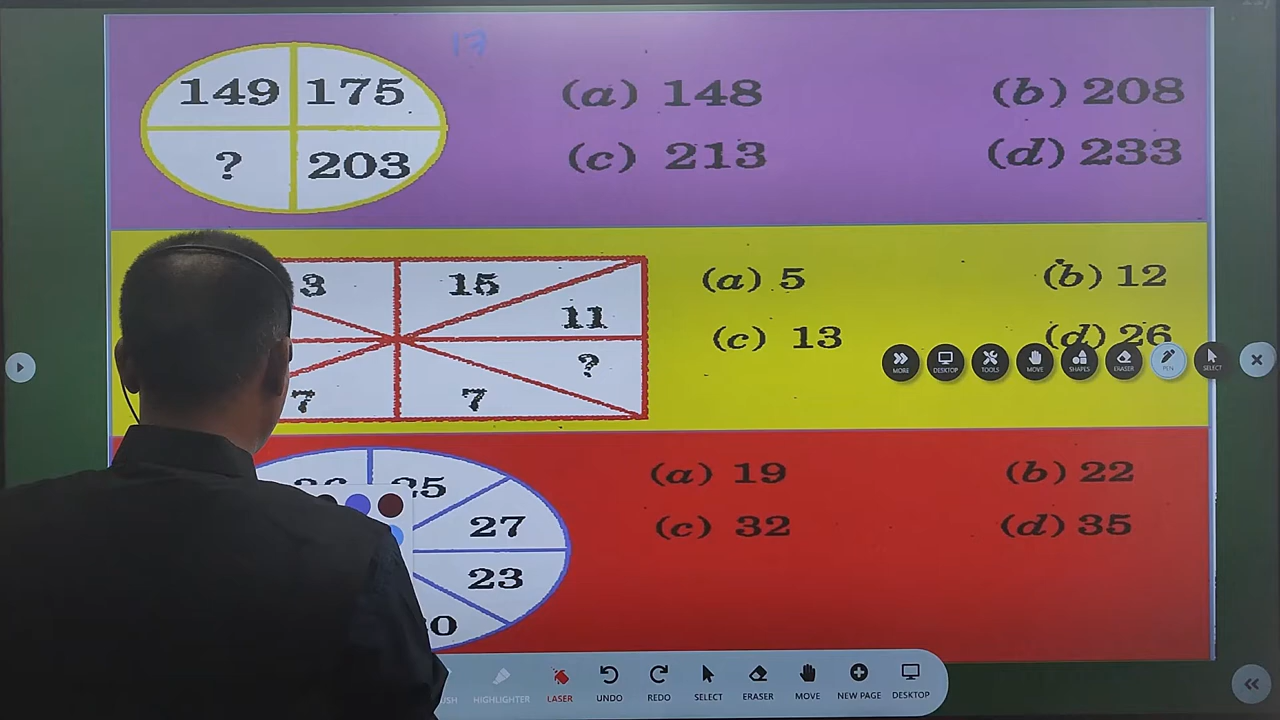 17
149 175
(a) 148 (b) 208
? 203
(c) 213 (d) 233
3 15
(a) 5 (b) 12
11
(c) 13 (d) 26
?
7 7
MORE DESKTOP TOOLS MOVE SHAPES ERASER PEN SELECT
(a) 19 (b) 22
25
27
(c) 32 (d) 35
23
HIGHLIGHTER LASER UNDO REDO SELECT ERASER MOVE NEW PAGE DESKTOP